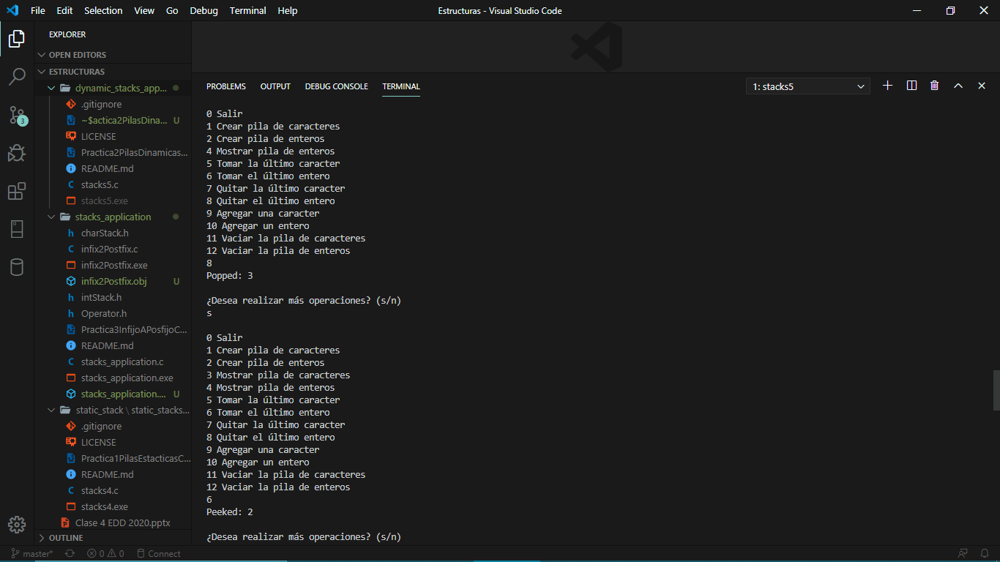 File Edit Selection View Go Debug Terminal Help
Estructuras - Visual Studio Code
EXPLORER
OPEN EDITORS
ESTRUCTURAS
dynamic_stacks_app...
.gitignore
~$actica2PilasDina... U
LICENSE
Practica2PilasDinamicas...
README.md
stacks5.c
stacks5.exe
stacks_application
charStack.h
infix2Postfix.c
infix2Postfix.exe
infix2Postfix.obj U
intStack.h
Operator.h
Practica3InfijoAPosfijoC...
README.md
stacks_application.c
stacks_application.exe
stacks_application.... U
static_stack \ static_stacks...
.gitignore
LICENSE
Practica1PilasEstacticasC...
README.md
stacks4.c
stacks4.exe
Clase 4 EDD 2020.pptx
OUTLINE
3
PROBLEMS OUTPUT DEBUG CONSOLE TERMINAL
1: stacks5
0 Salir
1 Crear pila de caracteres
2 Crear pila de enteros
4 Mostrar pila de enteros
5 Tomar la último caracter
6 Tomar el último entero
7 Quitar la último caracter
8 Quitar el último entero
9 Agregar una caracter
10 Agregar un entero
11 Vaciar la pila de caracteres
12 Vaciar la pila de enteros
8
Popped: 3
¿Desea realizar más operaciones? (s/n)
s
0 Salir
1 Crear pila de caracteres
2 Crear pila de enteros
3 Mostrar pila de caracteres
4 Mostrar pila de enteros
5 Tomar la último caracter
6 Tomar el último entero
7 Quitar la último caracter
8 Quitar el último entero
9 Agregar una caracter
10 Agregar un entero
11 Vaciar la pila de caracteres
12 Vaciar la pila de enteros
6
Peeked: 2
¿Desea realizar más operaciones? (s/n)
master* 0 0 Connect